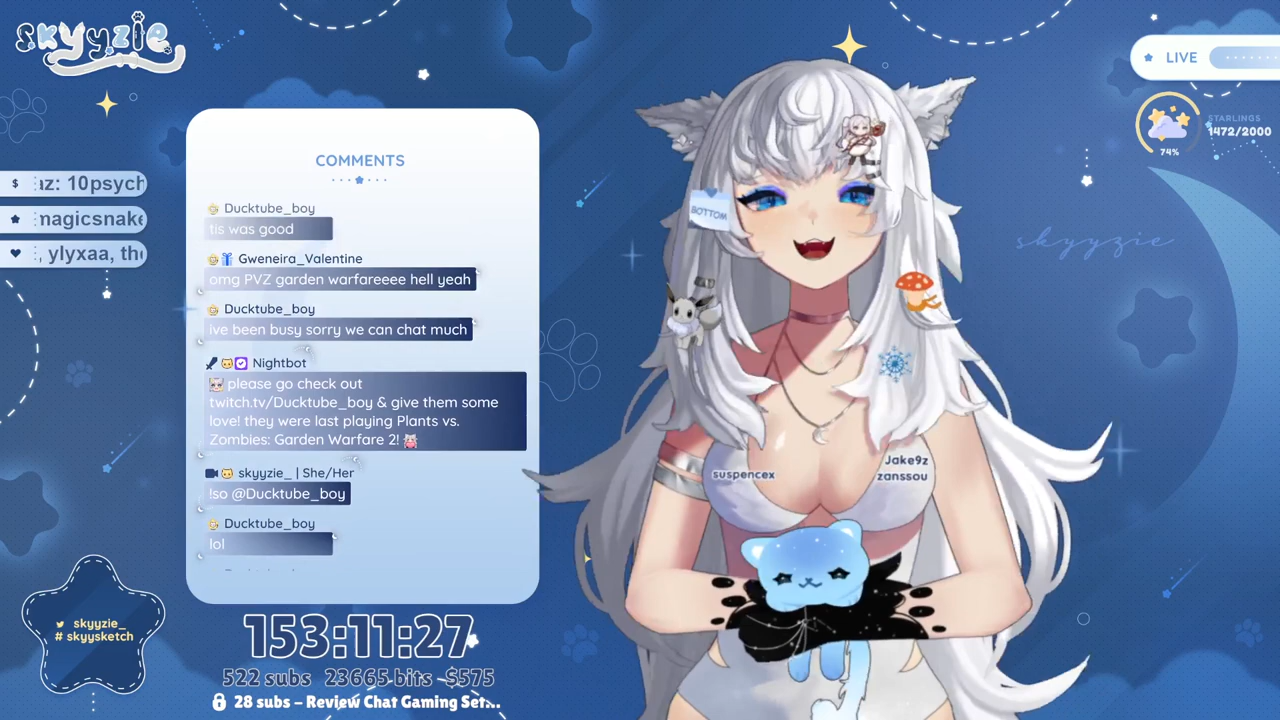 skyyzie
LIVE
STARLINGS
1472/2000
74%
$ az: 10psych
magicsnake
, ylyxaa, th
COMMENTS
Ducktube_boy
tis was good
Gweneira_Valentine
omg PVZ garden warfareeee hell yeah
Ducktube_boy
ive been busy sorry we can chat much
Nightbot
please go check out
twitch.tv/Ducktube_boy & give them some
love! they were last playing Plants vs.
Zombies: Garden Warfare 2!
skyyzie_ | She/Her
!so @Ducktube_boy
Ducktube_boy
lol
BOTTOM
skyyzie
suspencex
Jake9z
zanssou
skyyzie_
# skyysketch
153:11:27
522 subs 23665 bits $575
28 subs - Review Chat Gaming Set...